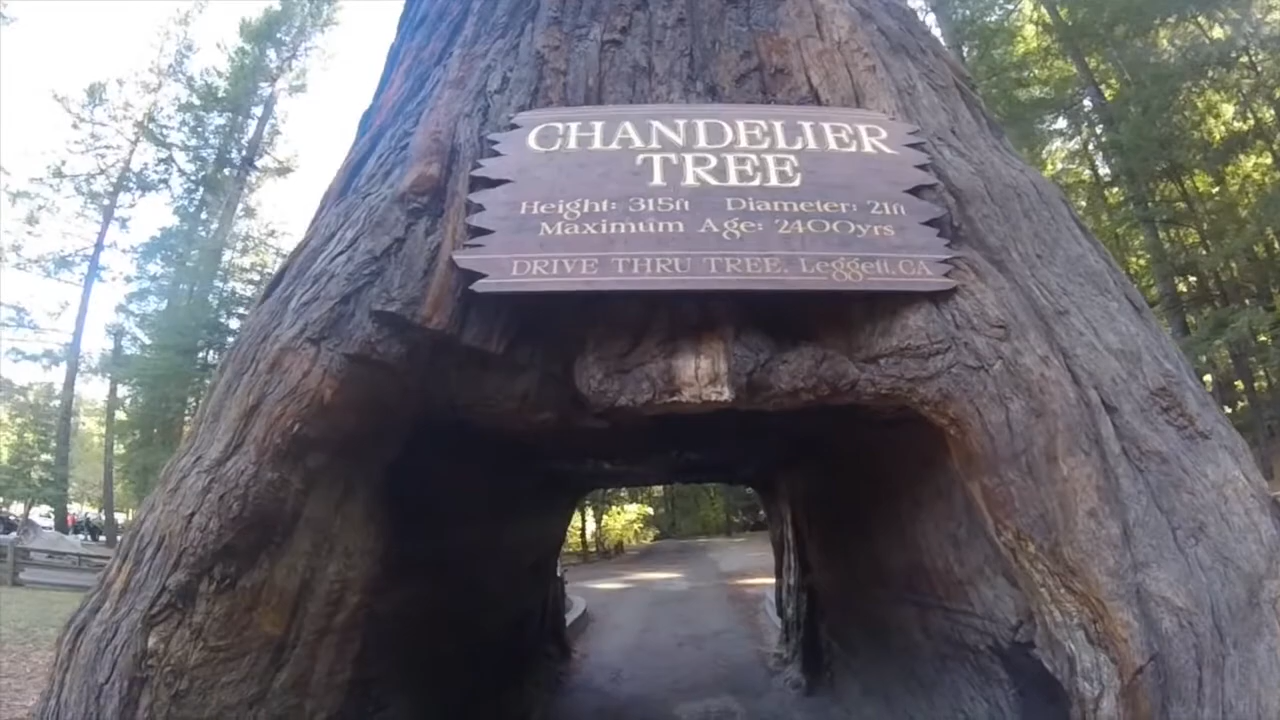 CHANDELIER
TREE
Height: 315ft Diameter: 21ft
Maximum Age: 2400yrs
DRIVE THRU TREE. Leggett, CA